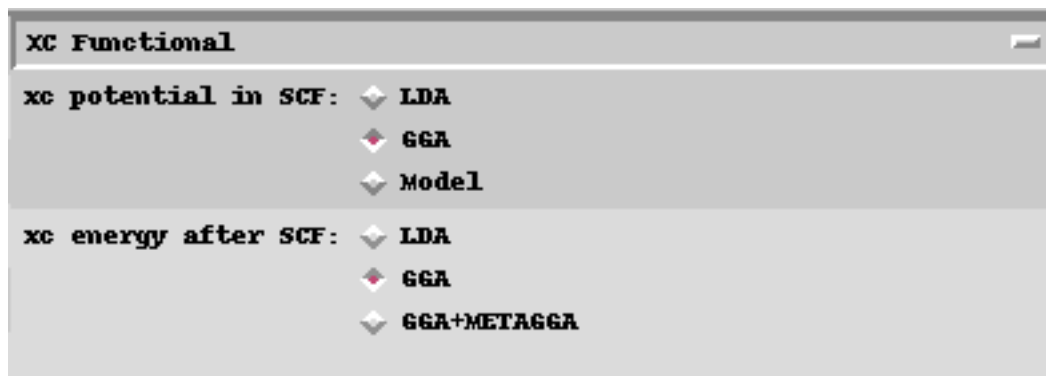 XC Functional
xc potential in SCF: LDA
GGA
Model
xc energy after SCF: LDA
GGA
GGA+METAGGA